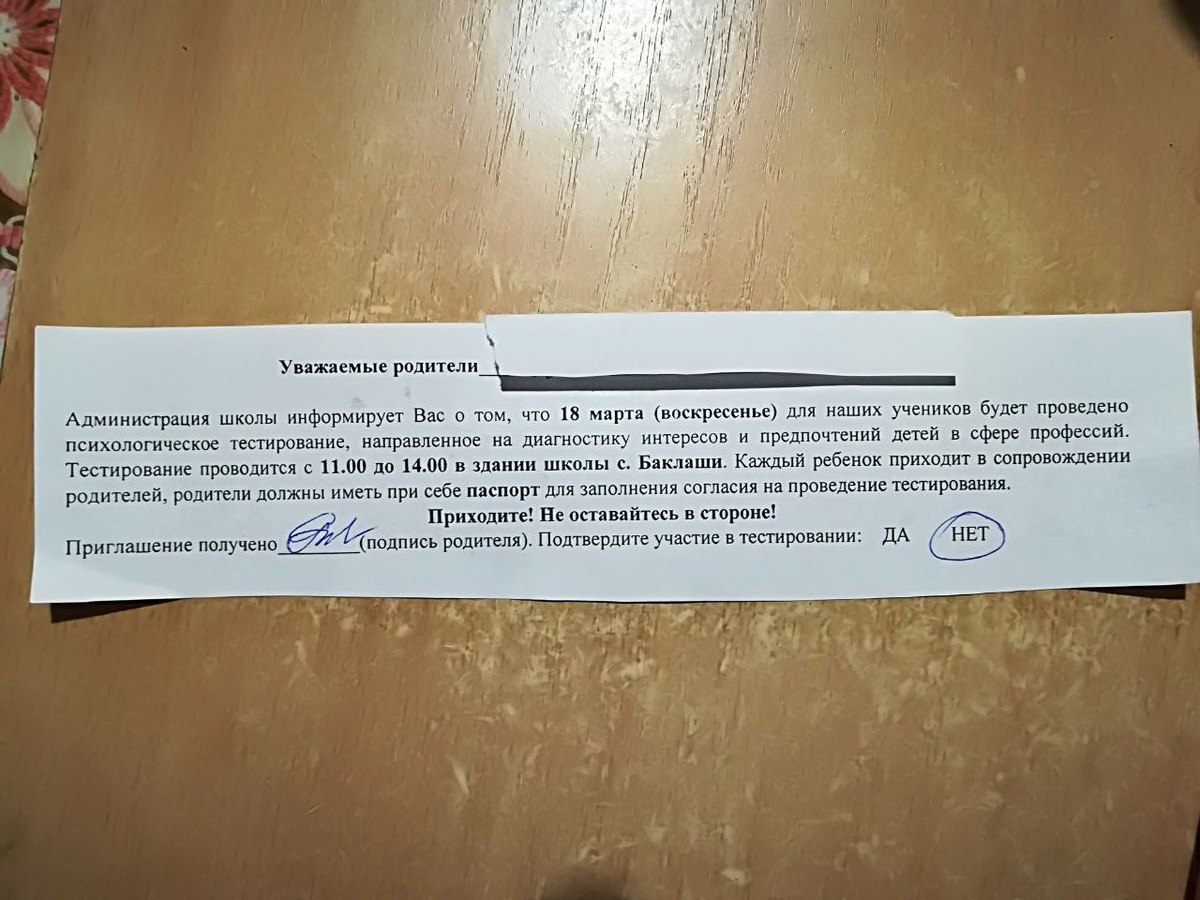 Уважаемые родители
Администрация школы информирует Вас о том, что 18 марта (воскресенье) для наших учеников будет проведено
психологическое тестирование, направленное на диагностику интересов и предпочтений детей в сфере профессий.
Тестирование проводится с 11.00 до 14.00 в здании школы с. Баклаши. Каждый ребенок приходит в сопровождении
родителей, родители должны иметь при себе паспорт для заполнения согласия на проведение тестирования.
Приходите! Не оставайтесь в стороне!
Приглашение получено________(подпись родителя). Подтвердите участие в тестировании: ДА НЕТ